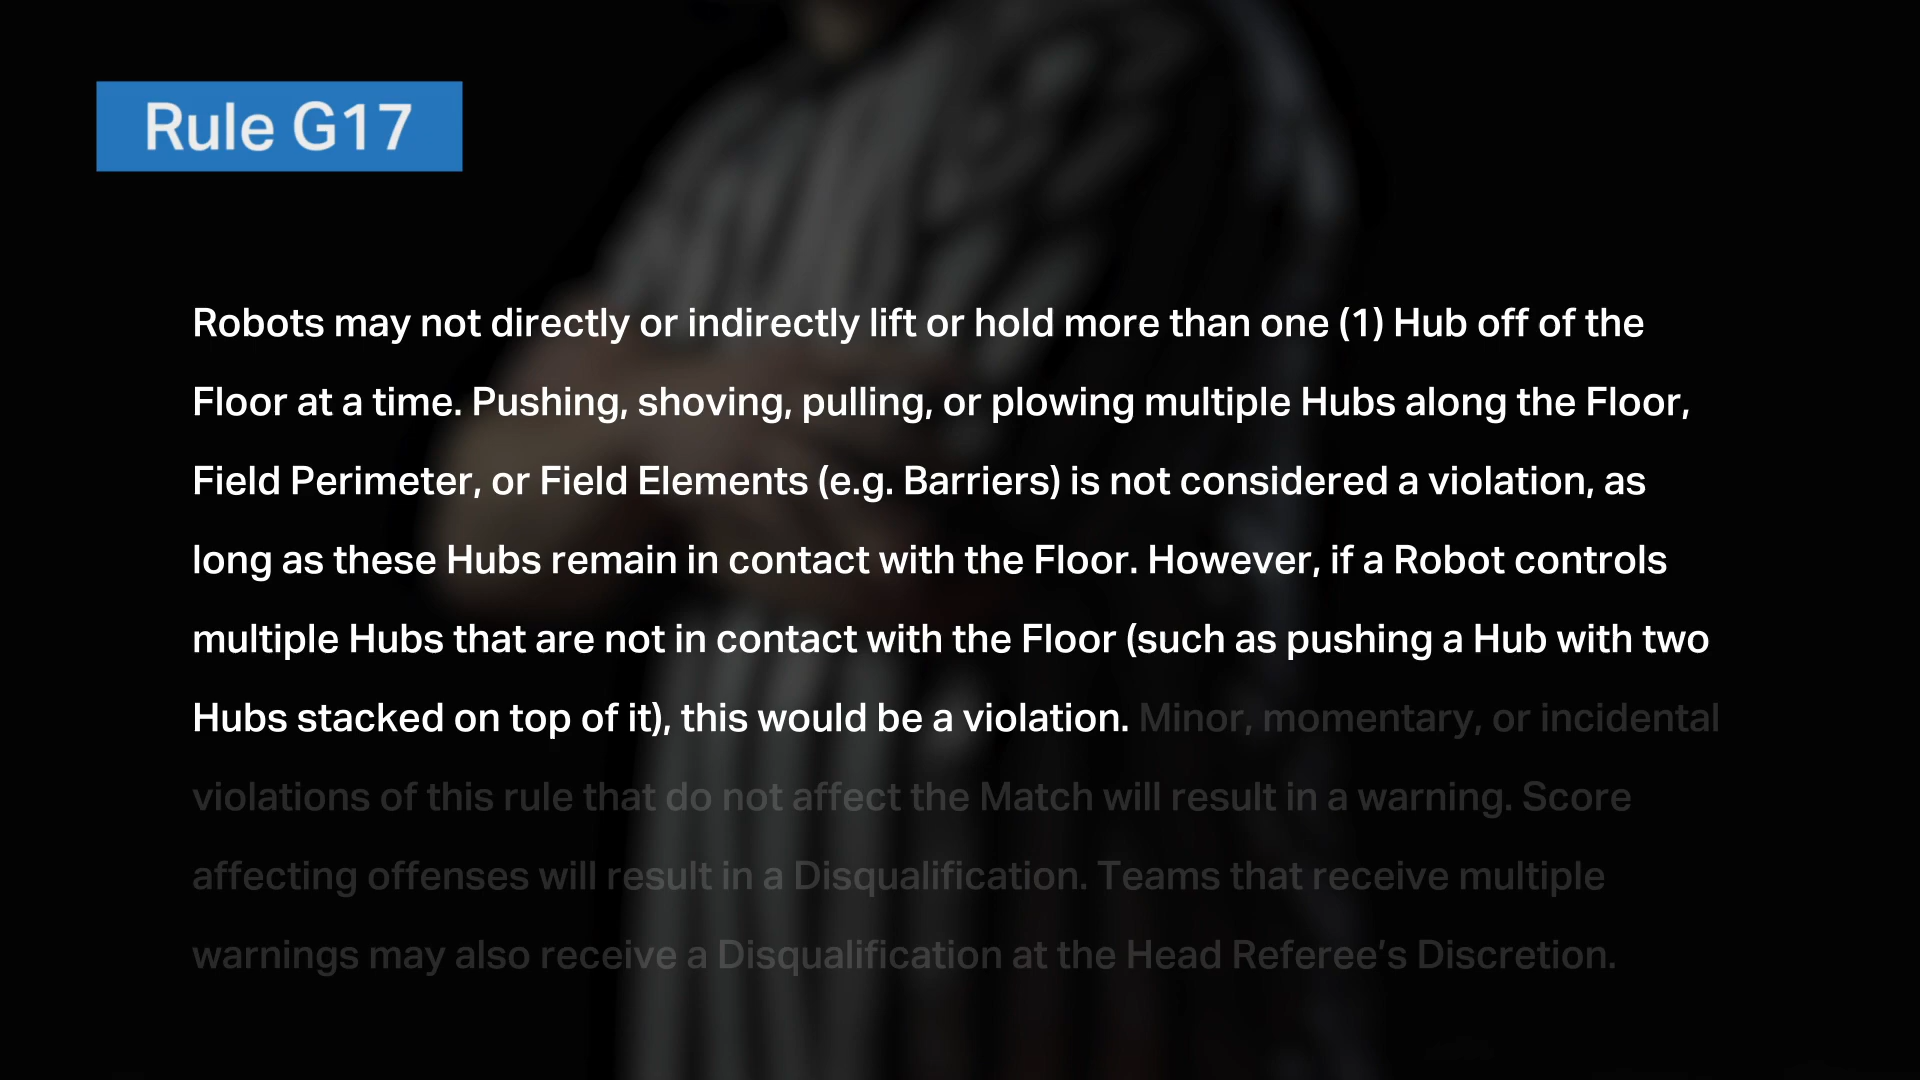 Rule G17
Robots may not directly or indirectly lift or hold more than one (1) Hub off of the
Floor at a time. Pushing, shoving, pulling, or plowing multiple Hubs along the Floor,
Field Perimeter, or Field Elements (e.g. Barriers) is not considered a violation, as
long as these Hubs remain in contact with the Floor. However, if a Robot controls
multiple Hubs that are not in contact with the Floor (such as pushing a Hub with two
Hubs stacked on top of it), this would be a violation. Minor, momentary, or incidental
violations of this rule that do not affect the Match will result in a warning. Score
affecting offenses will result in a Disqualification. Teams that receive multiple
warnings may also receive a Disqualification at the Head Referee’s Discretion.